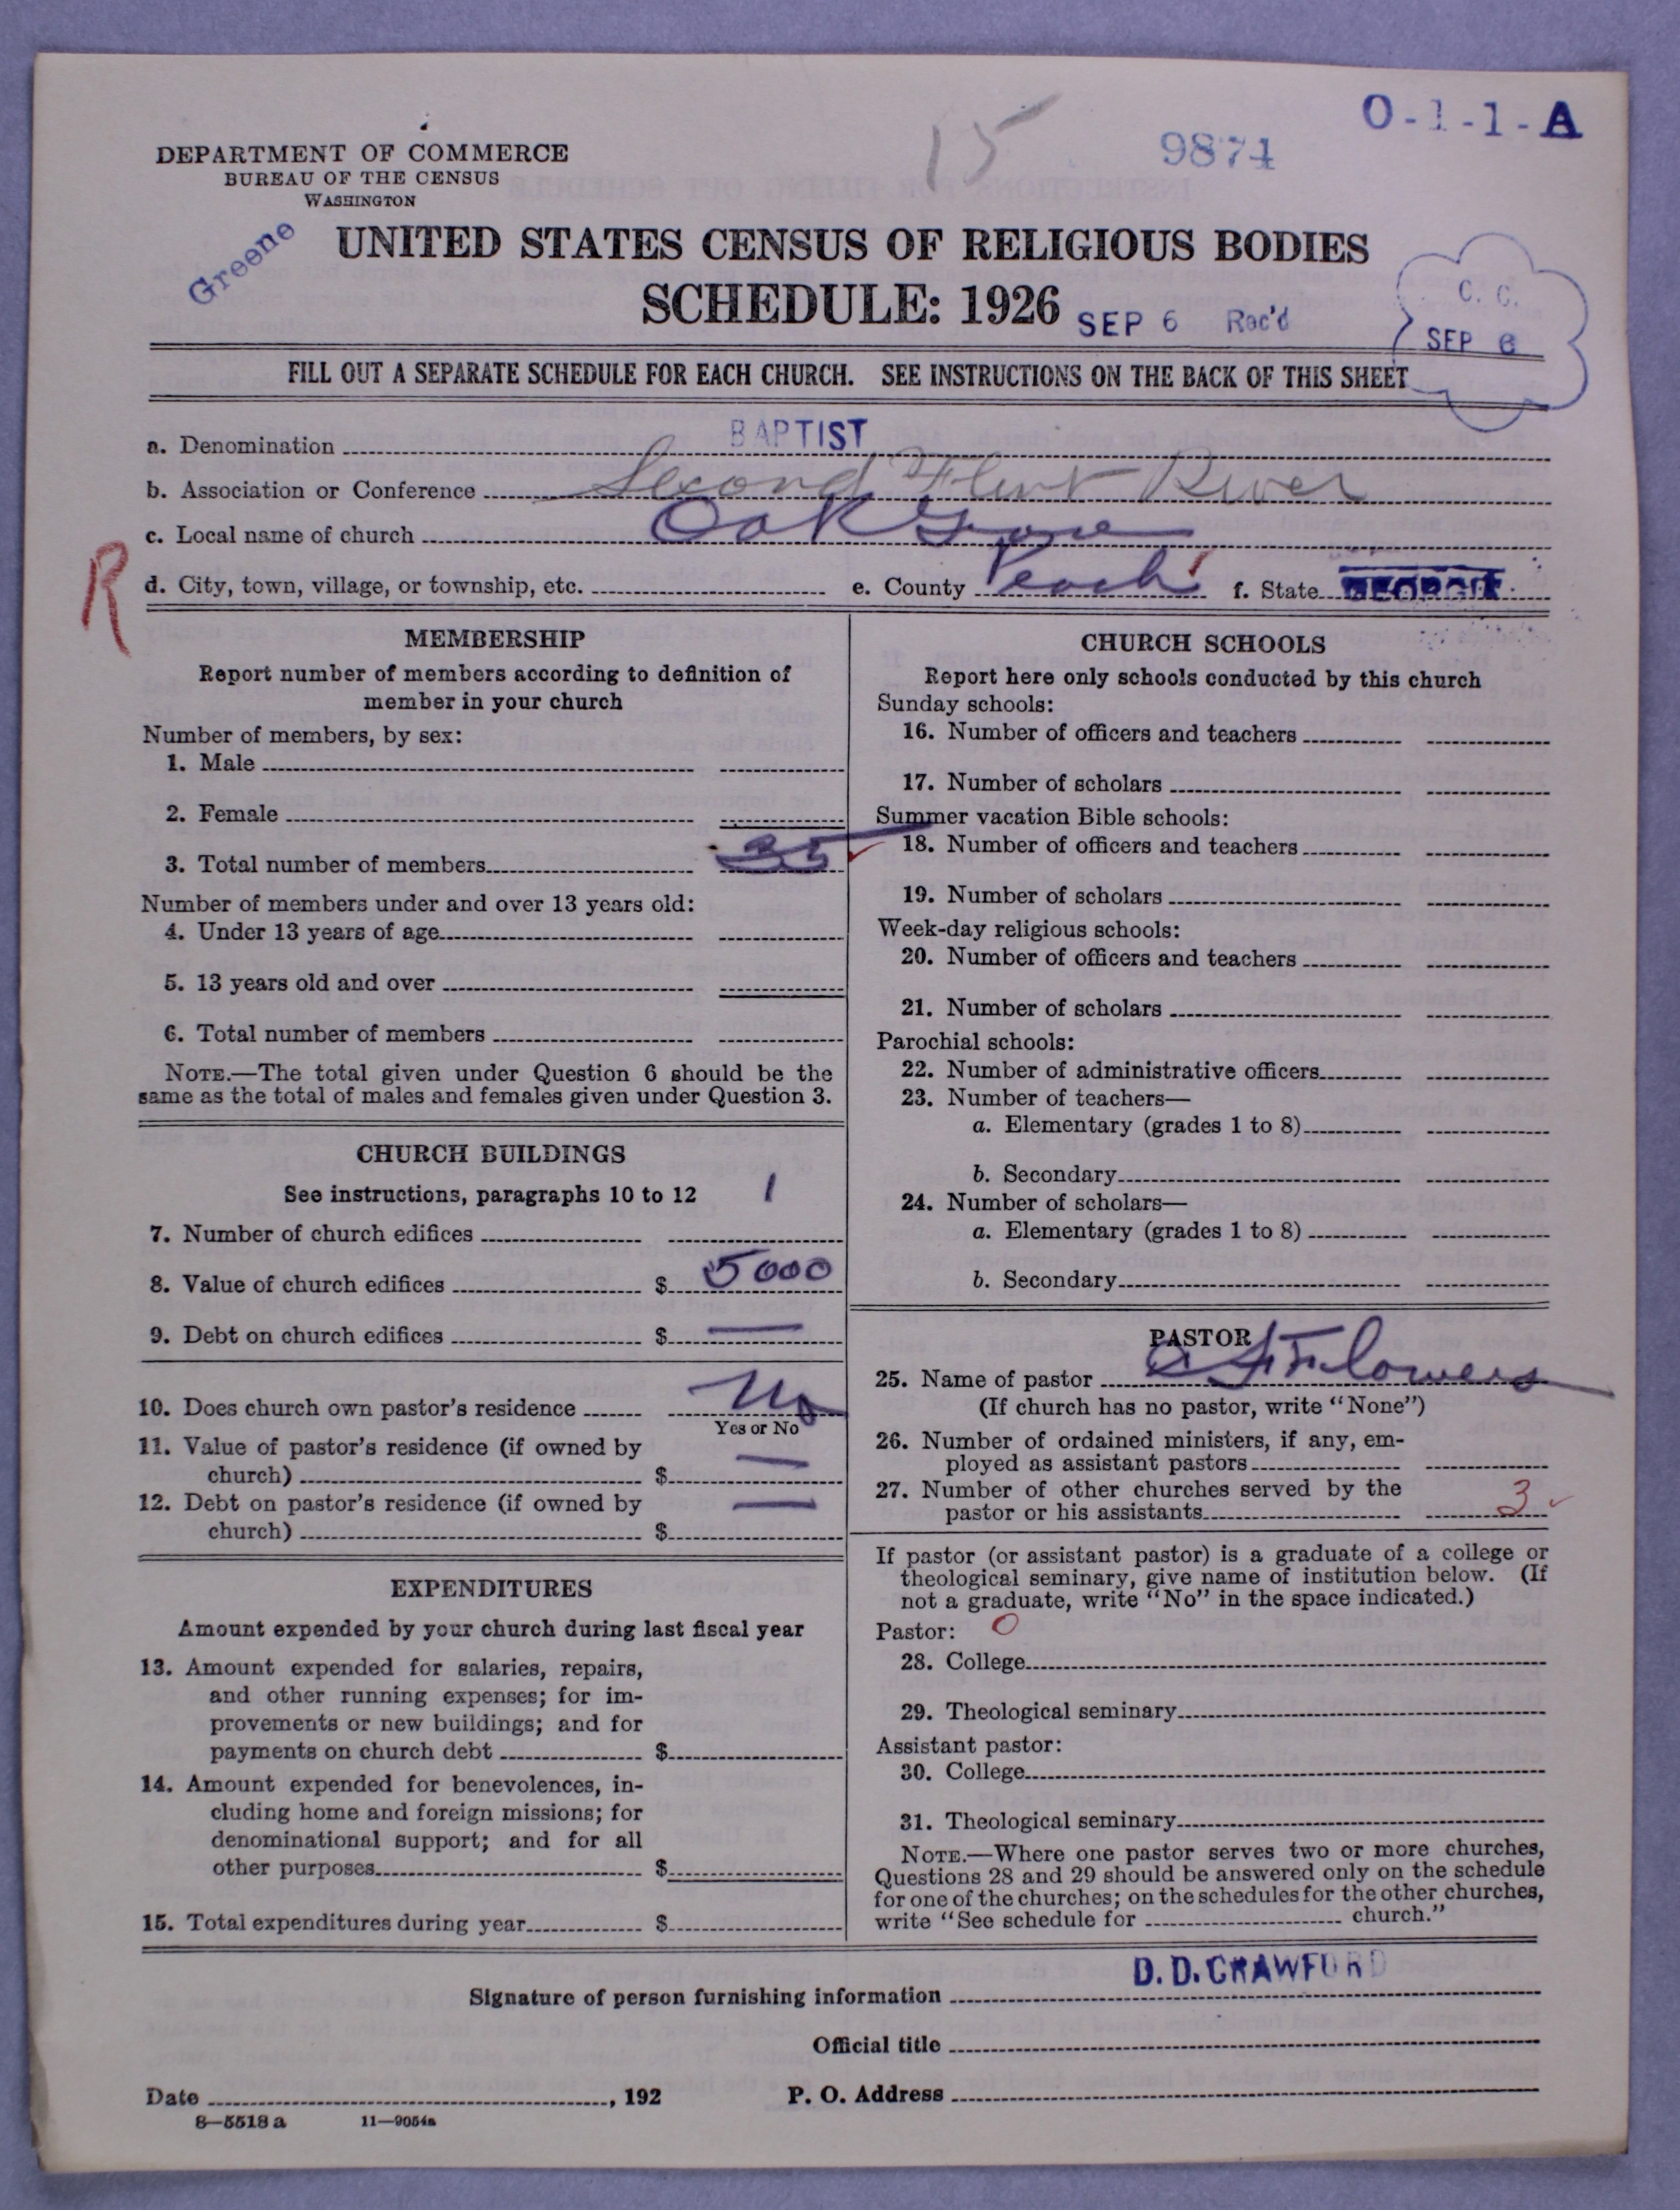 O-1-1-A
15
9874
DEPARTMENT OF COMMERCE
BUREAU OF THE CENSUS
WASHINGTON
Greene
UNITED STATES CENSUS OF RELIGIOUS BODIES
SCHEDULE: 1926
SEP 6 Rec'd
C. C.
SEP 6
FILL OUT A SEPARATE SCHEDULE FOR EACH CHURCH. SEE INSTRUCTIONS ON THE BACK OF THIS SHEET
a. Denomination BAPTIST
b. Association or Conference Second Flint River
c. Local name of church Oak Grove
R
d. City, town, village, or township, etc. e. County Peach f. State GEORGIA
MEMBERSHIP
Report number of members according to definition of
member in your church
Number of members, by sex:
1. Male
2. Female
3. Total number of members 35
Number of members under and over 13 years old:
4. Under 13 years of age
5. 13 years old and over
6. Total number of members
NOTE.—The total given under Question 6 should be the
same as the total of males and females given under Question 3.
CHURCH BUILDINGS
See instructions, paragraphs 10 to 12
7. Number of church edifices 1
8. Value of church edifices $ 5000
9. Debt on church edifices $ —
10. Does church own pastor's residence No
Yes or No
11. Value of pastor's residence (if owned by
church) $ —
12. Debt on pastor's residence (if owned by
church) $ —
EXPENDITURES
Amount expended by your church during last fiscal year
13. Amount expended for salaries, repairs,
and other running expenses; for im-
provements or new buildings; and for
payments on church debt $
14. Amount expended for benevolences, in-
cluding home and foreign missions; for
denominational support; and for all
other purposes $
15. Total expenditures during year $
CHURCH SCHOOLS
Report here only schools conducted by this church
Sunday schools:
16. Number of officers and teachers
17. Number of scholars
Summer vacation Bible schools:
18. Number of officers and teachers
19. Number of scholars
Week-day religious schools:
20. Number of officers and teachers
21. Number of scholars
Parochial schools:
22. Number of administrative officers
23. Number of teachers—
a. Elementary (grades 1 to 8)
b. Secondary
24. Number of scholars—
a. Elementary (grades 1 to 8)
b. Secondary
PASTOR
25. Name of pastor Flowers
(If church has no pastor, write "None")
26. Number of ordained ministers, if any, em-
ployed as assistant pastors
27. Number of other churches served by the
pastor or his assistants 3
If pastor (or assistant pastor) is a graduate of a college or
theological seminary, give name of institution below. (If
not a graduate, write "No" in the space indicated.)
Pastor: 0
28. College
29. Theological seminary
Assistant pastor:
30. College
31. Theological seminary
NOTE.—Where one pastor serves two or more churches,
Questions 28 and 29 should be answered only on the schedule
for one of the churches; on the schedules for the other churches,
write "See schedule for church."
D. D. CRAWFORD
Signature of person furnishing information
Official title
Date , 192 P. O. Address
8—5518 a 11—9054a